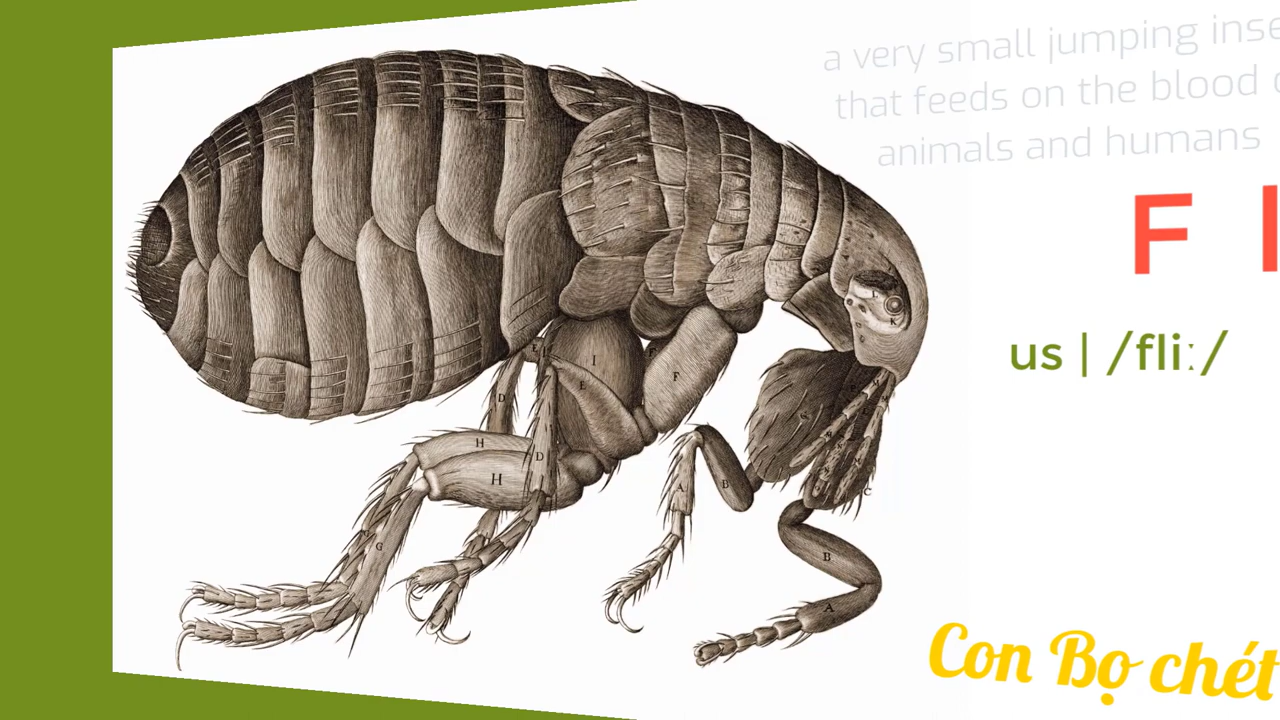 a very small jumping inse
that feeds on the blood o
animals and humans
F l
us | /fliː/
Con Bọ chét
I
E
E
F
D
D
H
H
G
A
B
B
A
C
K